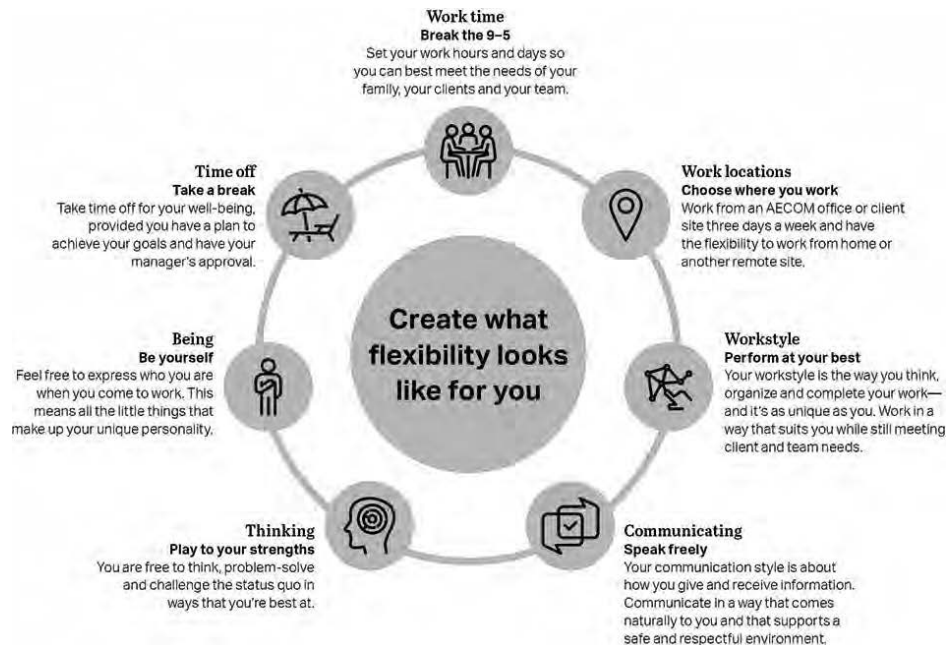 Work time
Break the 9–5
Set your work hours and days so
you can best meet the needs of your
family, your clients and your team.
Work locations
Choose where you work
Work from an AECOM office or client
site three days a week and have
the flexibility to work from home or
another remote site.
Workstyle
Perform at your best
Your workstyle is the way you think,
organize and complete your work—
and it's as unique as you. Work in a
way that suits you while still meeting
client and team needs.
Communicating
Speak freely
Your communication style is about
how you give and receive information.
Communicate in a way that comes
naturally to you and that supports a
safe and respectful environment.
Thinking
Play to your strengths
You are free to think, problem-solve
and challenge the status quo in
ways that you're best at.
Being
Be yourself
Feel free to express who you are
when you come to work. This
means all the little things that
make up your unique personality.
Time off
Take a break
Take time off for your well-being,
provided you have a plan to
achieve your goals and have your
manager's approval.
Create what
flexibility looks
like for you